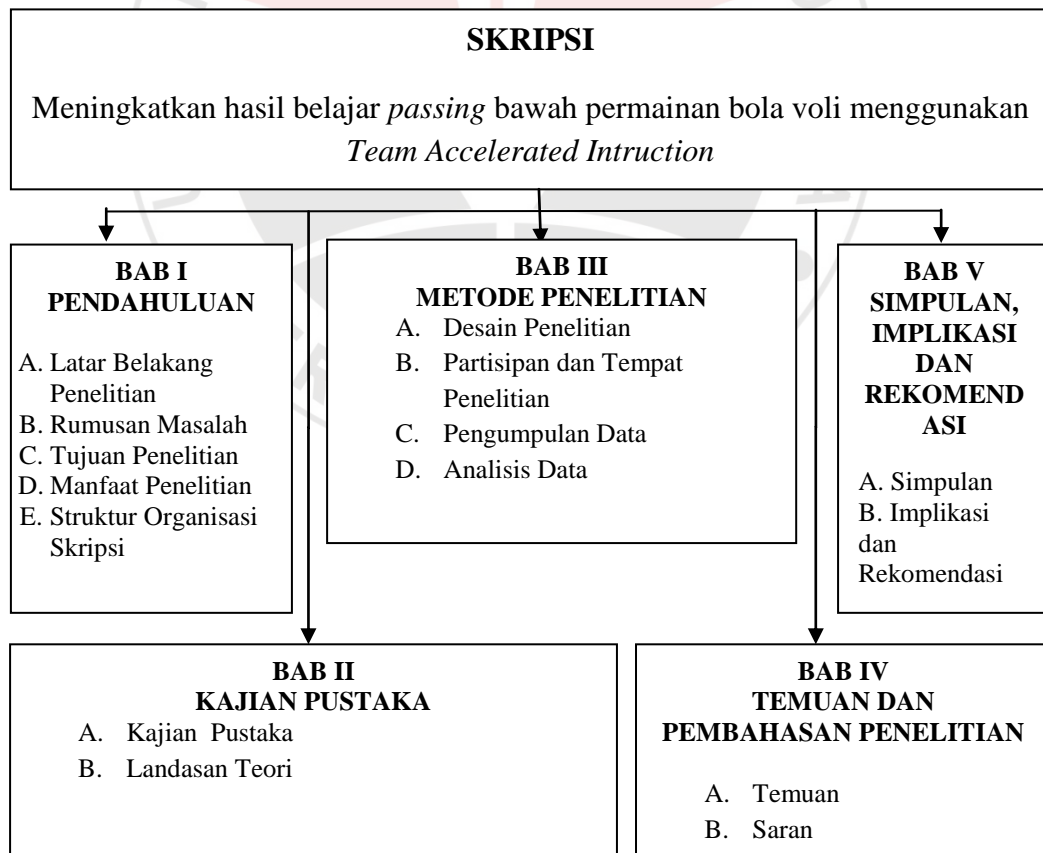 SKRIPSI
Meningkatkan hasil belajar passing bawah permainan bola voli menggunakan
Team Accelerated Intruction
BAB I
PENDAHULUAN
A. Latar Belakang
Penelitian
B. Rumusan Masalah
C. Tujuan Penelitian
D. Manfaat Penelitian
E. Struktur Organisasi
Skripsi
BAB III
METODE PENELITIAN
A. Desain Penelitian
B. Partisipan dan Tempat
Penelitian
C. Pengumpulan Data
D. Analisis Data
BAB V
SIMPULAN,
IMPLIKASI
DAN
REKOMEND
ASI
A. Simpulan
B. Implikasi
dan
Rekomendasi
BAB II
KAJIAN PUSTAKA
A. Kajian Pustaka
B. Landasan Teori
BAB IV
TEMUAN DAN
PEMBAHASAN PENELITIAN
A. Temuan
B. Saran